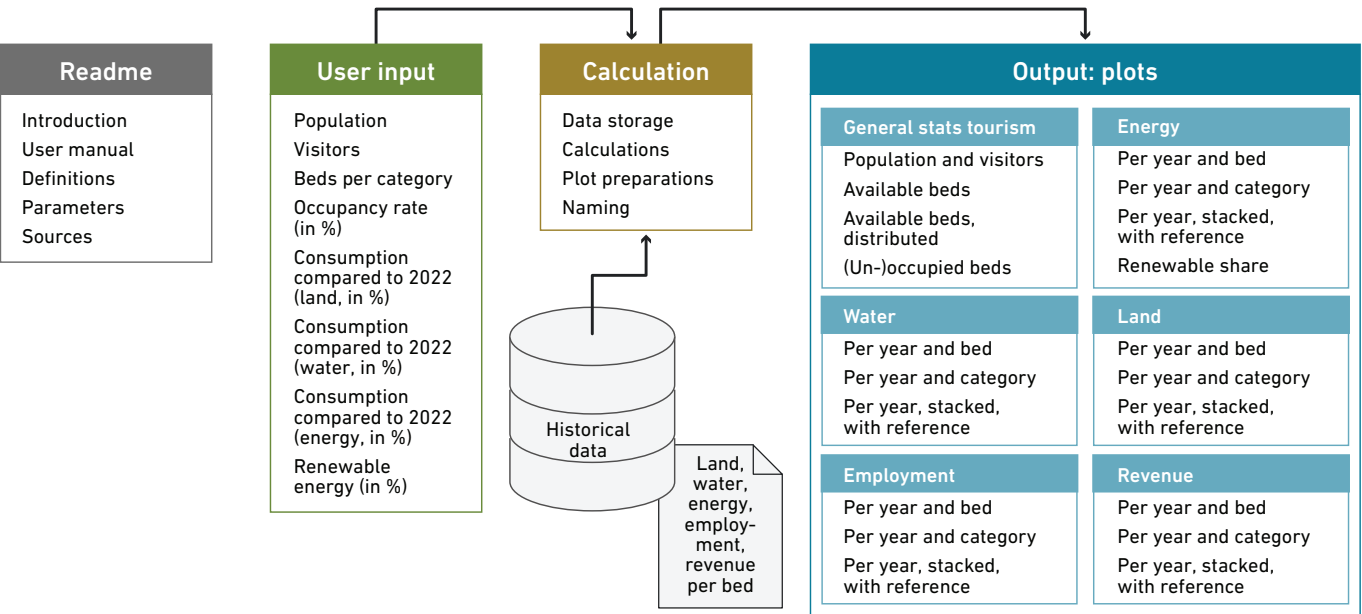 Readme
Introduction
User manual
Definitions
Parameters
Sources
User input
Population
Visitors
Beds per category
Occupancy rate
(in %)
Consumption
compared to 2022
(land, in %)
Consumption
compared to 2022
(water, in %)
Consumption
compared to 2022
(energy, in %)
Renewable
energy (in %)
Calculation
Data storage
Calculations
Plot preparations
Naming
Historical
data
Land,
water,
energy,
employ-
ment,
revenue
per bed
Output: plots
General stats tourism
Population and visitors
Available beds
Available beds,
distributed
(Un-)occupied beds
Energy
Per year and bed
Per year and category
Per year, stacked,
with reference
Renewable share
Water
Per year and bed
Per year and category
Per year, stacked,
with reference
Land
Per year and bed
Per year and category
Per year, stacked,
with reference
Employment
Per year and bed
Per year and category
Per year, stacked,
with reference
Revenue
Per year and bed
Per year and category
Per year, stacked,
with reference